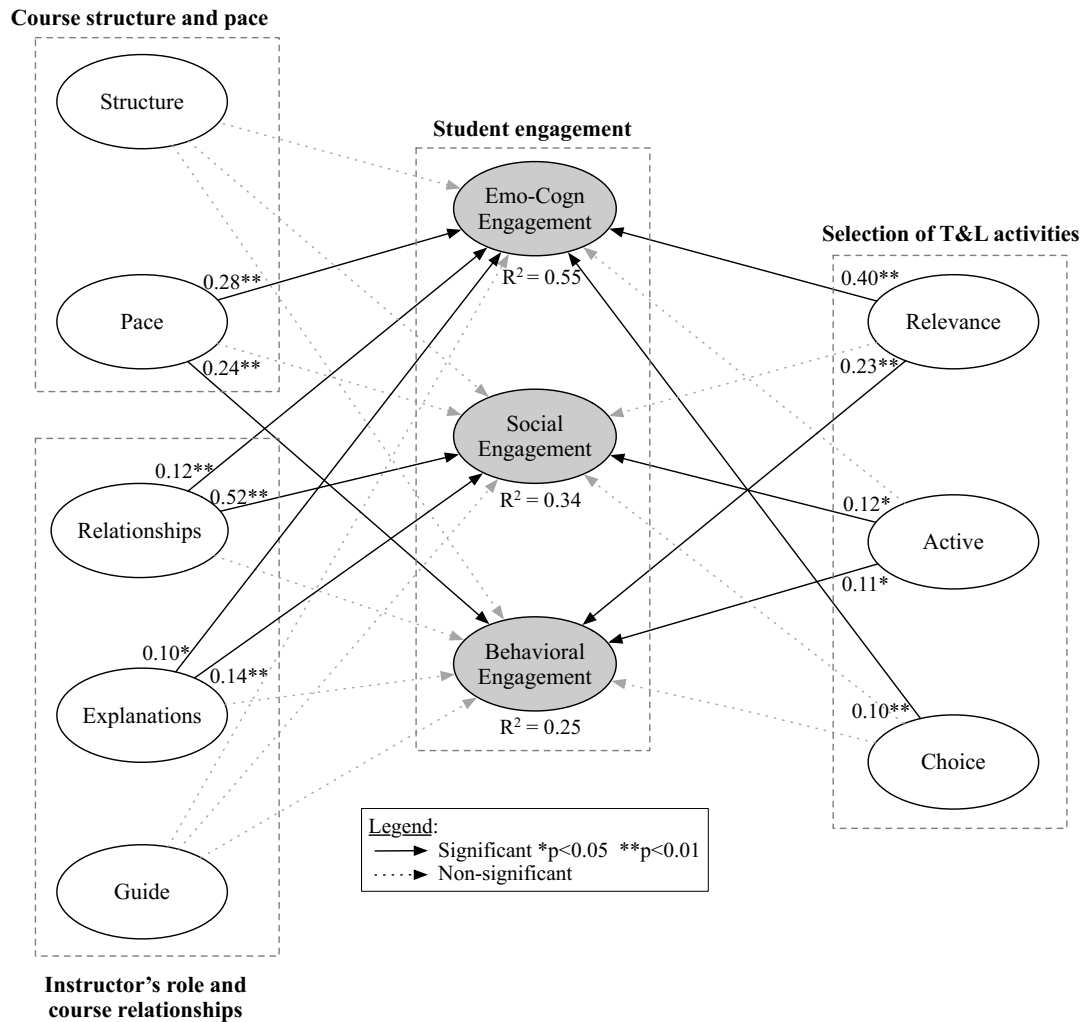 Course structure and pace
Structure
Pace
0.28**
0.24**
Relationships
0.12**
0.52**
Explanations
0.10*
0.14**
Guide
Instructor’s role and
course relationships
Student engagement
Emo-Cogn
Engagement
R² = 0.55
Social
Engagement
R² = 0.34
Behavioral
Engagement
R² = 0.25
Selection of T&L activities
0.40**
Relevance
0.23**
0.12*
Active
0.11*
0.10**
Choice
Legend:
Significant *p<0.05 **p<0.01
Non-significant